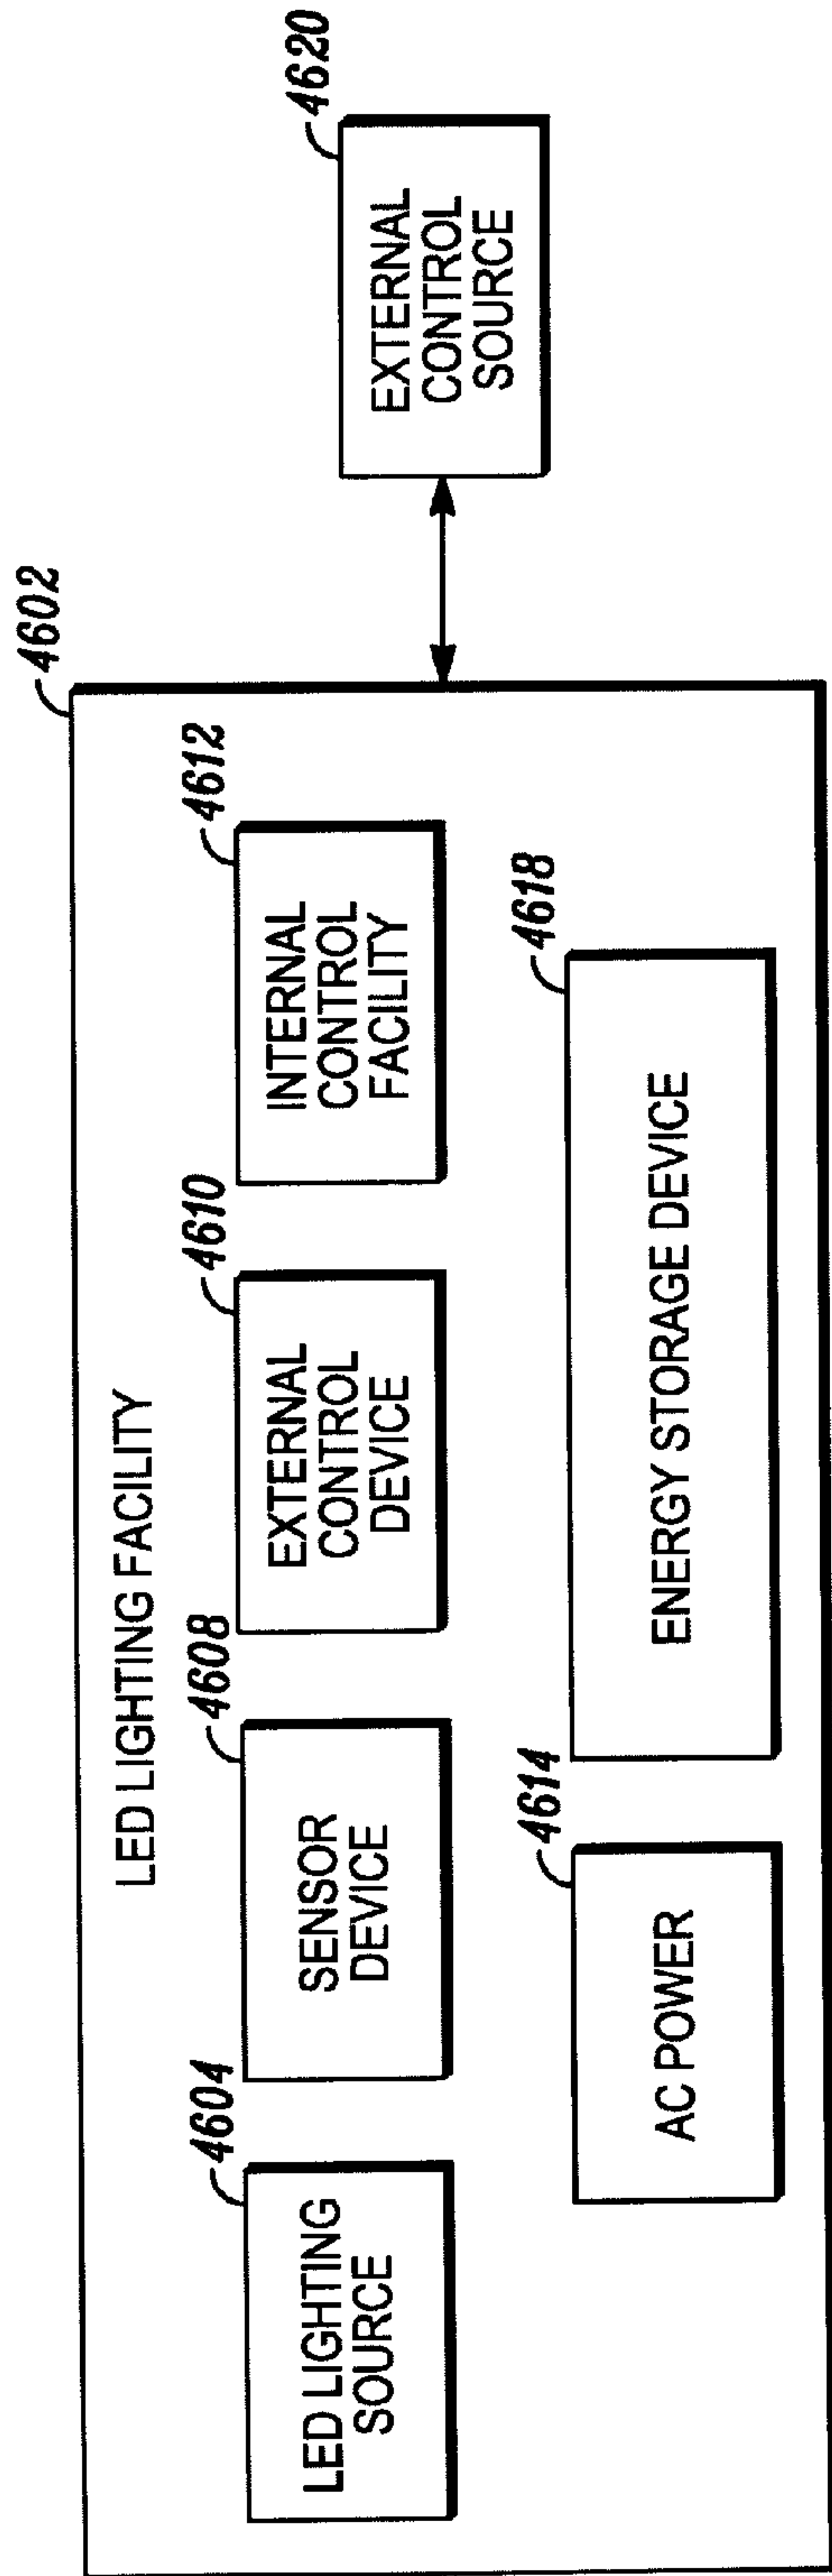 4602
LED LIGHTING FACILITY
4604
LED LIGHTING
SOURCE
4608
SENSOR
DEVICE
4610
EXTERNAL
CONTROL
DEVICE
4612
INTERNAL
CONTROL
FACILITY
4614
AC POWER
4618
ENERGY STORAGE DEVICE
4620
EXTERNAL
CONTROL
SOURCE